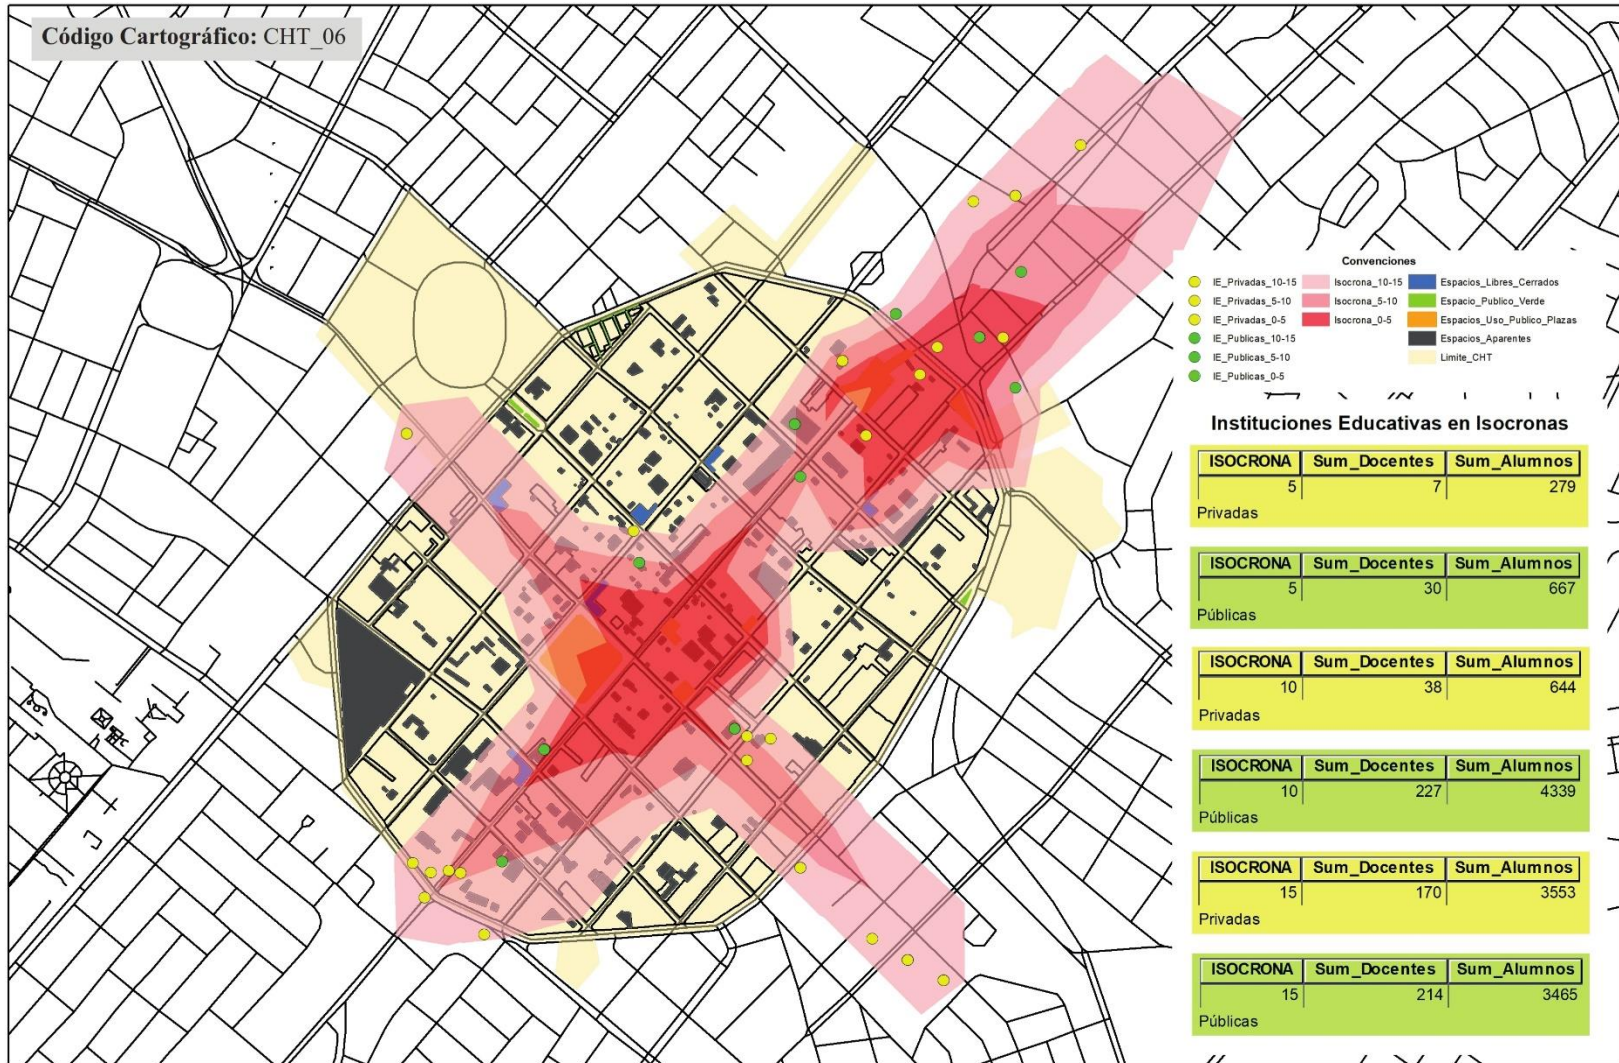 Código Cartográfico: CHT_06
Convenciones
IE_Privadas_10-15 Isocrona_10-15 Espacios_Libres_Cerrados
IE_Privadas_5-10 Isocrona_5-10 Espacio_Publico_Verde
IE_Privadas_0-5 Isocrona_0-5 Espacios_Uso_Publico_Plazas
IE_Publicas_10-15 Espacios_Aparentes
IE_Publicas_5-10 Limite_CHT
IE_Publicas_0-5
Instituciones Educativas en Isocronas
ISOCRONA Sum_Docentes Sum_Alumnos
5 7 279
Privadas
ISOCRONA Sum_Docentes Sum_Alumnos
5 30 667
Públicas
ISOCRONA Sum_Docentes Sum_Alumnos
10 38 644
Privadas
ISOCRONA Sum_Docentes Sum_Alumnos
10 227 4339
Públicas
ISOCRONA Sum_Docentes Sum_Alumnos
15 170 3553
Privadas
ISOCRONA Sum_Docentes Sum_Alumnos
15 214 3465
Públicas